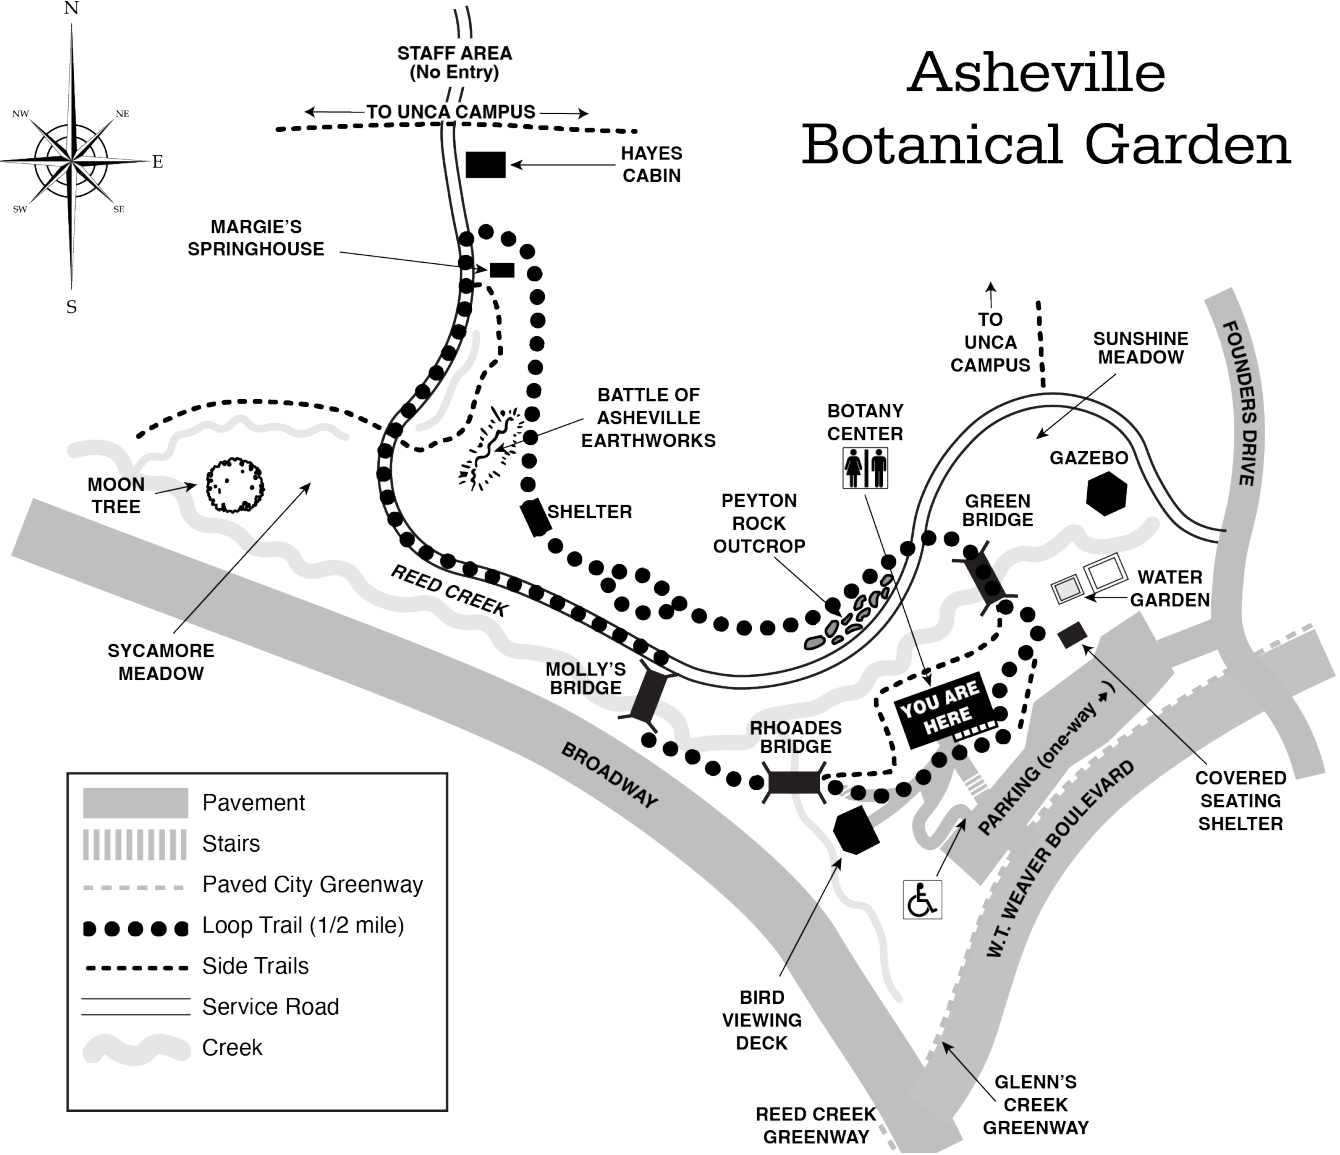 N
NW
NE
E
SW
SE
S
Asheville
Botanical Garden
STAFF AREA
(No Entry)
TO UNCA CAMPUS
HAYES
CABIN
MARGIE'S
SPRINGHOUSE
TO
UNCA
CAMPUS
SUNSHINE
MEADOW
FOUNDERS DRIVE
BATTLE OF
ASHEVILLE
EARTHWORKS
BOTANY
CENTER
GAZEBO
MOON
TREE
SHELTER
PEYTON
ROCK
OUTCROP
GREEN
BRIDGE
REED CREEK
WATER
GARDEN
SYCAMORE
MEADOW
MOLLY'S
BRIDGE
YOU ARE
HERE
RHOADES
BRIDGE
BROADWAY
PARKING (one-way )
W.T. WEAVER BOULEVARD
COVERED
SEATING
SHELTER
Pavement
Stairs
Paved City Greenway
Loop Trail (1/2 mile)
Side Trails
Service Road
Creek
BIRD
VIEWING
DECK
GLENN'S
CREEK
GREENWAY
REED CREEK
GREENWAY